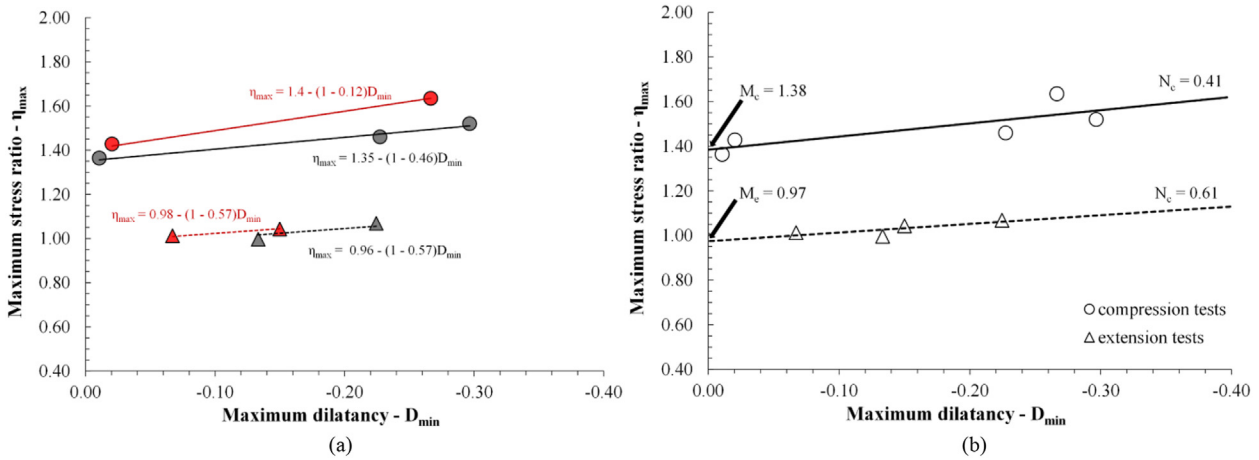 2.00
1.80
1.60
1.40
1.20
1.00
0.80
0.60
0.40
Maximum stress ratio - ηmax
ηmax = 1.4 - (1 - 0.12)Dmin
ηmax = 1.35 - (1 - 0.46)Dmin
ηmax = 0.98 - (1 - 0.57)Dmin
ηmax = 0.96 - (1 - 0.57)Dmin
0.00 -0.10 -0.20 -0.30 -0.40
Maximum dilatancy - Dmin
(a)
2.00
1.80
1.60
1.40
1.20
1.00
0.80
0.60
0.40
Maximum stress ratio - ηmax
Mc = 1.38
Nc = 0.41
Me = 0.97
Nc = 0.61
compression tests
extension tests
0.00 -0.10 -0.20 -0.30 -0.40
Maximum dilatancy - Dmin
(b)